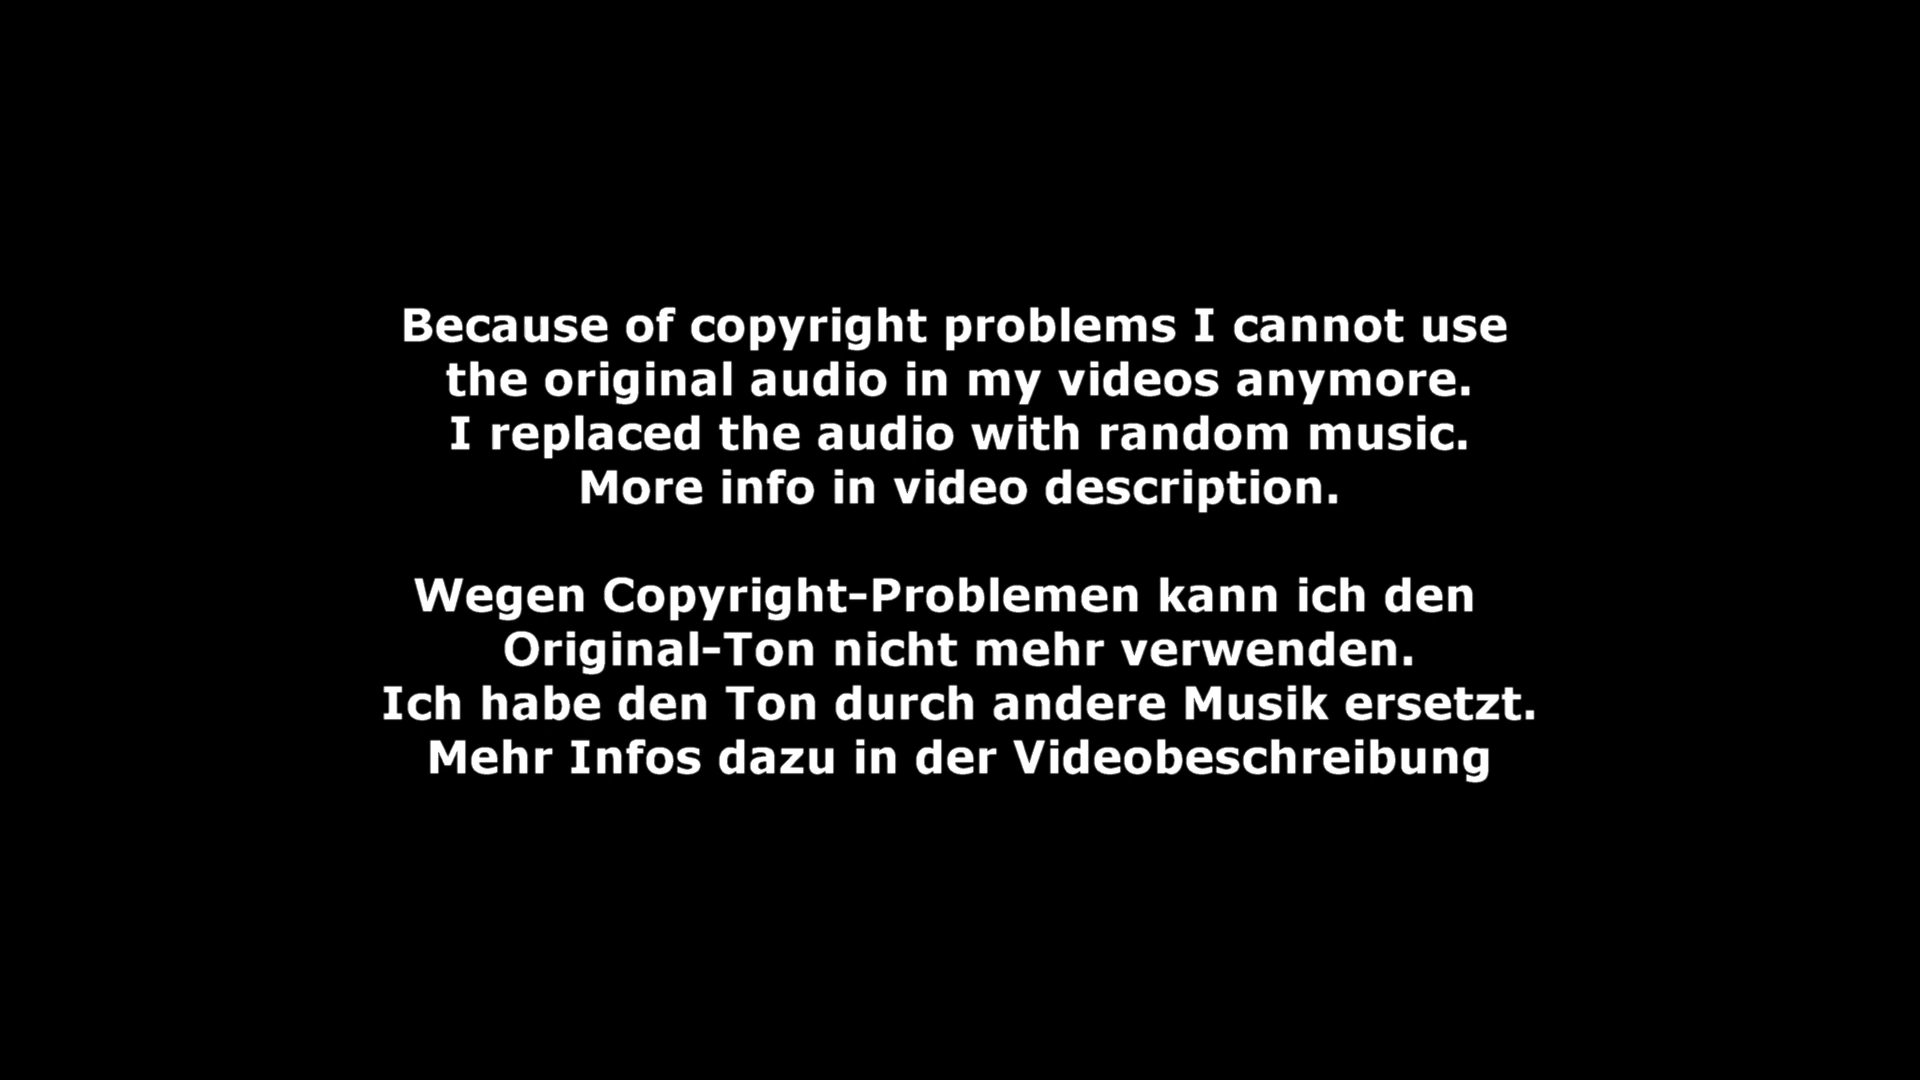 Because of copyright problems I cannot use
the original audio in my videos anymore.
I replaced the audio with random music.
More info in video description.
Wegen Copyright-Problemen kann ich den
Original-Ton nicht mehr verwenden.
Ich habe den Ton durch andere Musik ersetzt.
Mehr Infos dazu in der Videobeschreibung